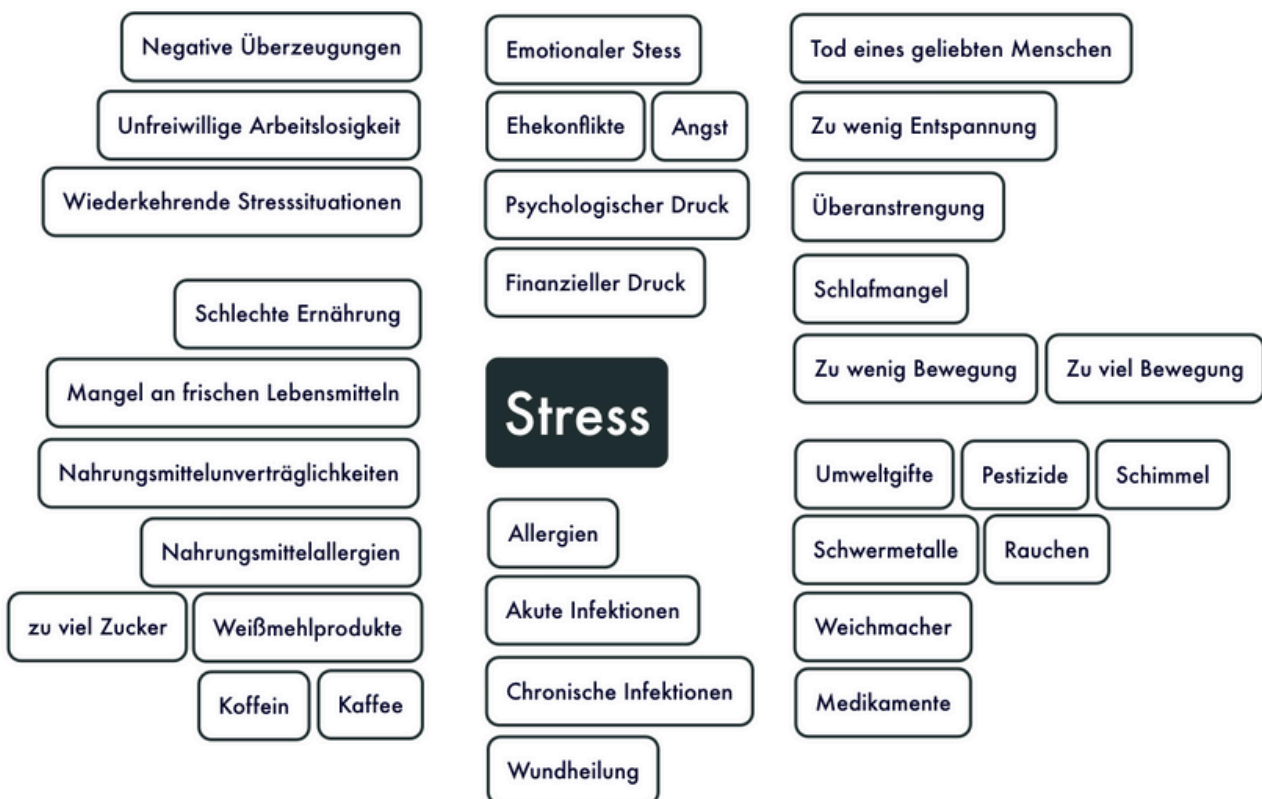 Negative Überzeugungen
Unfreiwillige Arbeitslosigkeit
Wiederkehrende Stresssituationen
Schlechte Ernährung
Mangel an frischen Lebensmitteln
Nahrungsmittelunverträglichkeiten
Nahrungsmittelallergien
zu viel Zucker
Weißmehlprodukte
Koffein
Kaffee
Emotionaler Stess
Ehekonflikte
Angst
Psychologischer Druck
Finanzieller Druck
Stress
Allergien
Akute Infektionen
Chronische Infektionen
Wundheilung
Tod eines geliebten Menschen
Zu wenig Entspannung
Überanstrengung
Schlafmangel
Zu wenig Bewegung
Zu viel Bewegung
Umweltgifte
Pestizide
Schimmel
Schwermetalle
Rauchen
Weichmacher
Medikamente